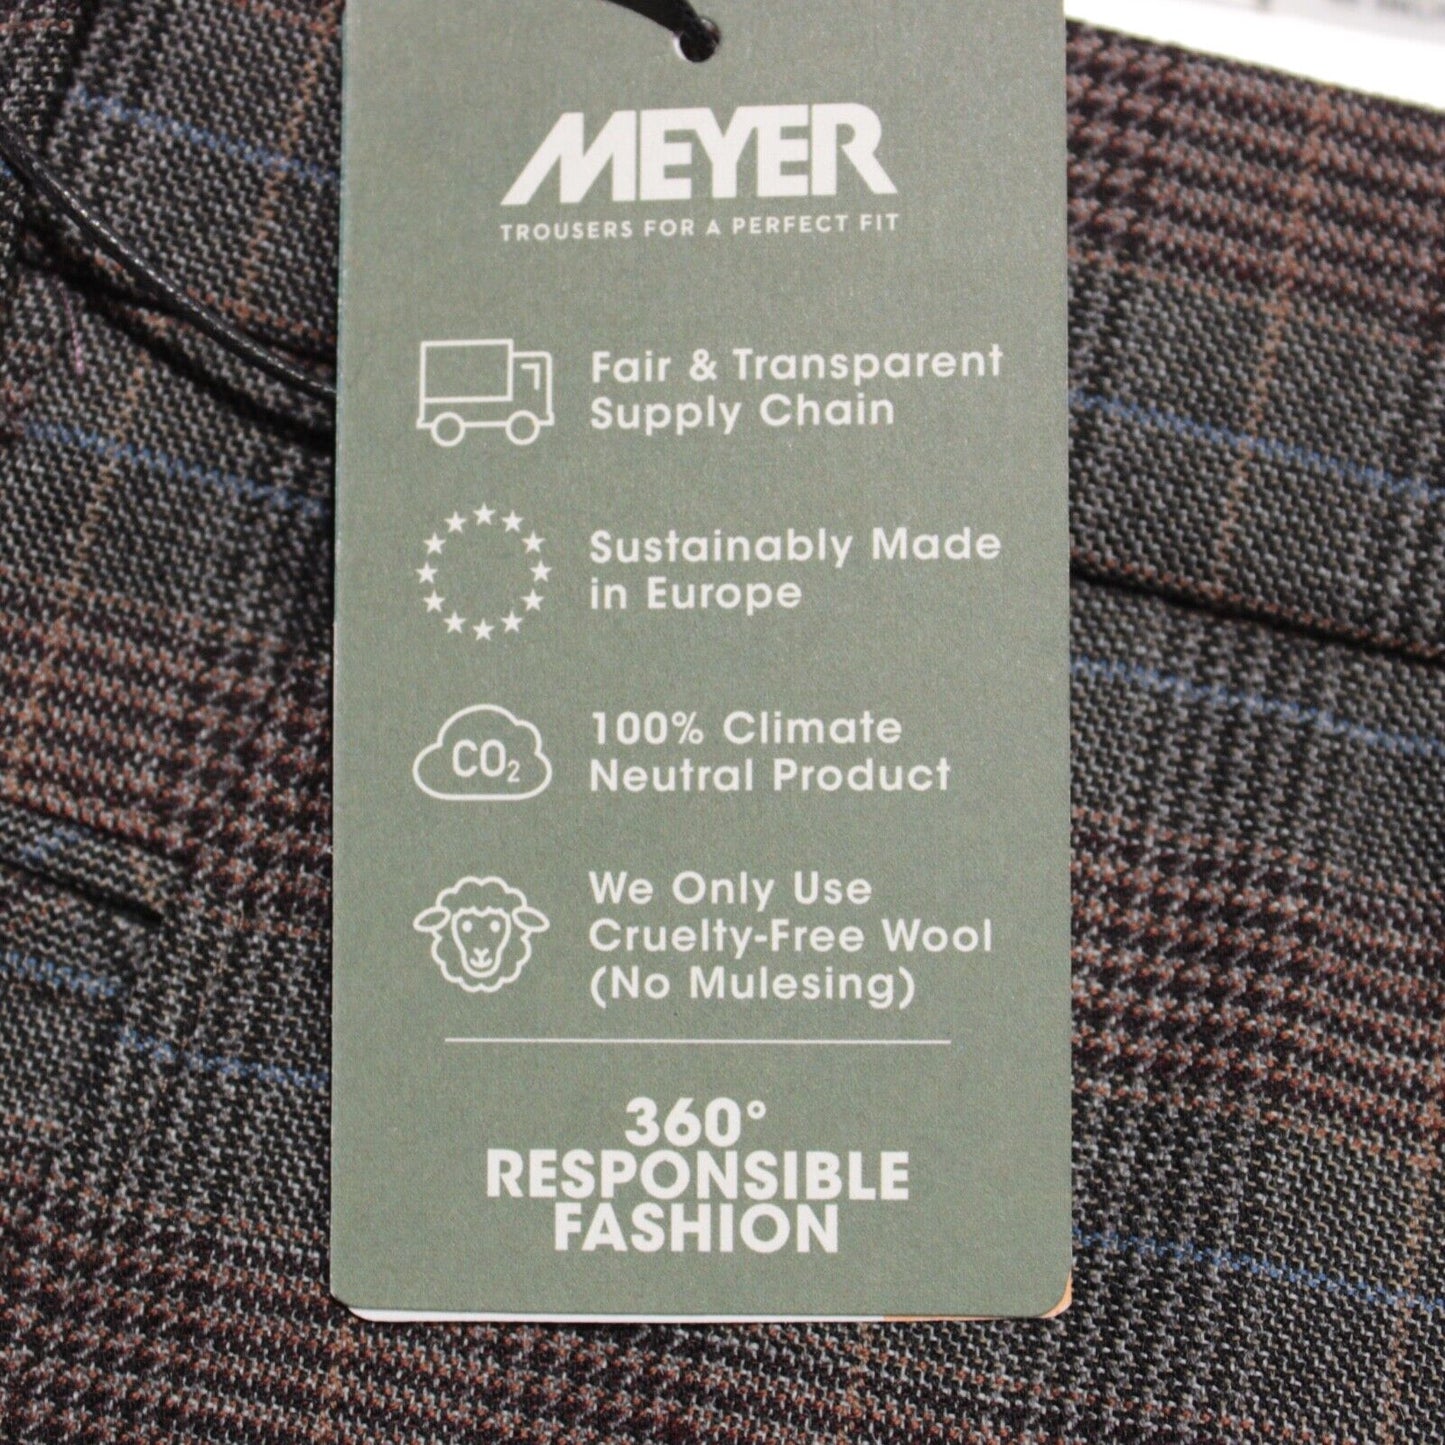 MEYER
TROUSERS FOR A PERFECT FIT
Fair & Transparent
Supply Chain
Sustainably Made
in Europe
CO₂
100% Climate
Neutral Product
We Only Use
Cruelty-Free Wool
(No Mulesing)
360°
RESPONSIBLE
FASHION